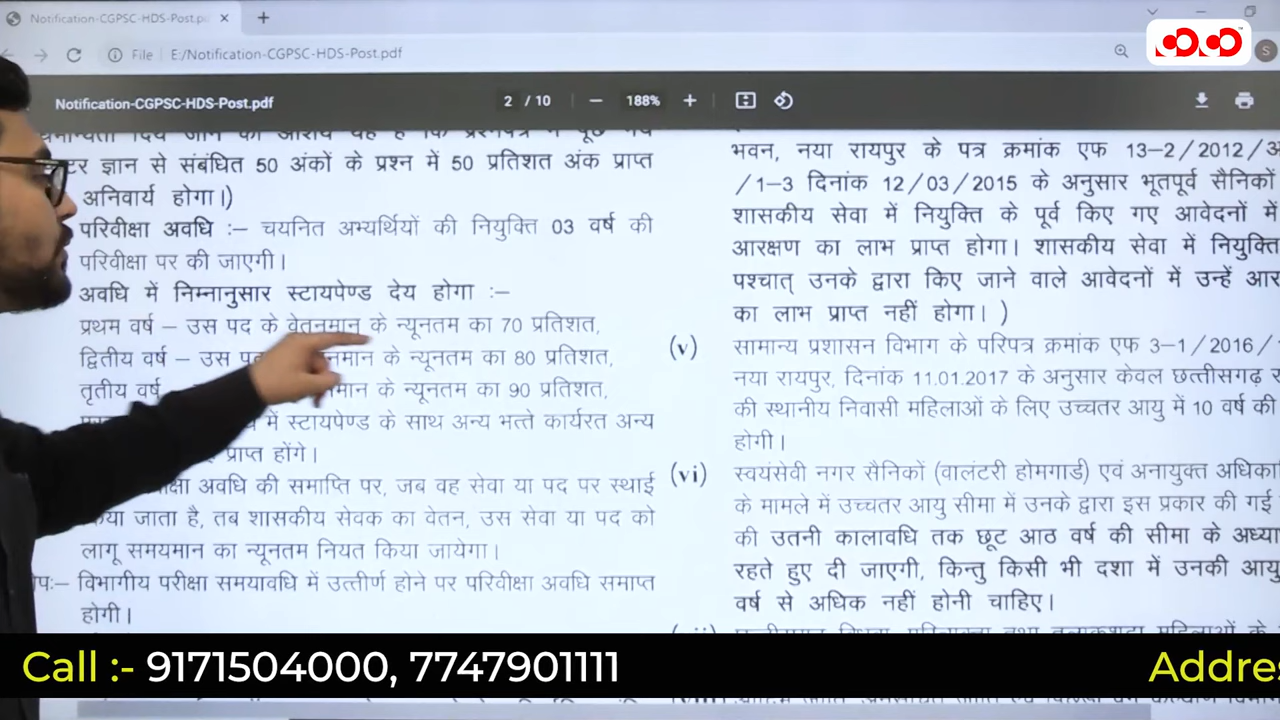 Notification-CGPSC-HDS-Post.p
File
E:/Notification-CGPSC-HDS-Post.pdf
S
Notification-CGPSC-HDS-Post.pdf
2 / 10
188%
ज्ञान से संबंधित 50 अंकों के प्रश्न में 50 प्रतिशत अंक प्राप्त
अनिवार्य होगा।)
परिवीक्षा अवधि :– चयनित अभ्यर्थियों की नियुक्ति 03 वर्ष की
परिवीक्षा पर की जाएगी।
अवधि में निम्नानुसार स्टायपेण्ड देय होगा :–
प्रथम वर्ष – उस पद के वेतनमान के न्यूनतम का 70 प्रतिशत,
द्वितीय वर्ष – उस के न्यूनतम का 80 प्रतिशत,
तृतीय वर्ष के न्यूनतम का 90 प्रतिशत,
में स्टायपेण्ड के साथ अन्य भत्ते कार्यरत अन्य
प्राप्त होंगे।
अवधि की समाप्ति पर, जब वह सेवा या पद पर स्थाई
जाता है, तब शासकीय सेवक का वेतन, उस सेवा या पद को
लागू समयमान का न्यूनतम नियत किया जायेगा।
विभागीय परीक्षा समयावधि में उत्तीर्ण होने पर परिवीक्षा अवधि समाप्त
होगी।
भवन, नया रायपुर के पत्र क्रमांक एफ 13–2/2012/
/1–3 दिनांक 12/03/2015 के अनुसार भूतपूर्व सैनिकों
शासकीय सेवा में नियुक्ति के पूर्व किए गए आवेदनों में
आरक्षण का लाभ प्राप्त होगा। शासकीय सेवा में नियुक्ति
पश्चात् उनके द्वारा किए जाने वाले आवेदनों में उन्हें
का लाभ प्राप्त नहीं होगा। )
(v) सामान्य प्रशासन विभाग के परिपत्र क्रमांक एफ 3–1/2016/
नया रायपुर, दिनांक 11.01.2017 के अनुसार केवल छत्तीसगढ़
की स्थानीय निवासी महिलाओं के लिए उच्चतर आयु में 10 वर्ष की
होगी।
(vi) स्वयंसेवी नगर सैनिकों (वालंटरी होमगार्ड) एवं अनायुक्त
के मामले में उच्चतर आयु सीमा में उनके द्वारा इस प्रकार की गई
की उतनी कालावधि तक छूट आठ वर्ष की सीमा के
रहते हुए दी जाएगी, किन्तु किसी भी दशा में उनकी आयु
वर्ष से अधिक नहीं होनी चाहिए।
Call :- 9171504000, 7747901111
Addre